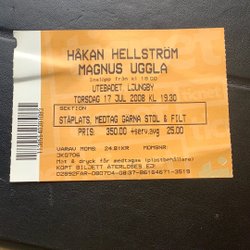 HÅKAN HELLSTRÖM
MAGNUS UGGLA
Insläpp från kl 18.00
UTEBADET, LJUNGBY
TORSDAG 17 JUL 2008 KL 19.30
SEKTION
STÅPLATS, MEDTAG GÄRNA STOL & FILT
PRIS: 350.00 +serv.avg 25.00
VARAV MOMS: 24.81KR MOMSNR:
JKO706
Mat & dryck får medtagas (plastbehållare)
KÖPT BILJETT ÅTERLÖSES EJ